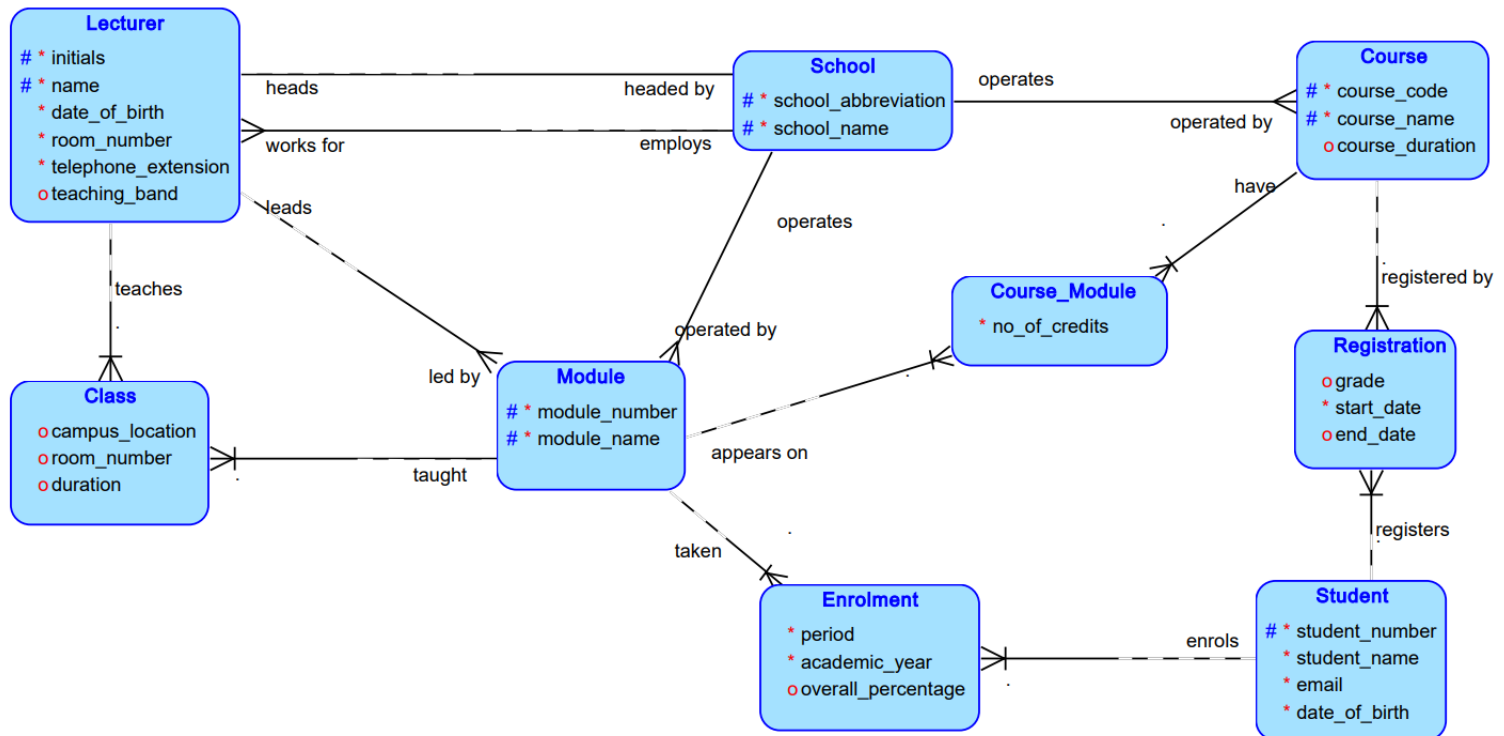 Lecturer
# * initials
# * name
* date_of_birth
* room_number
* telephone_extension
o teaching_band
heads
headed by
works for
employs
School
# * school_abbreviation
# * school_name
operates
operated by
Course
# * course_code
# * course_name
o course_duration
leads
led by
operates
operated by
have
registered by
teaches
Course_Module
* no_of_credits
Class
o campus_location
o room_number
o duration
taught
Module
# * module_number
# * module_name
appears on
Registration
o grade
* start_date
o end_date
taken
registers
Enrolment
* period
* academic_year
o overall_percentage
enrols
Student
# * student_number
* student_name
* email
* date_of_birth